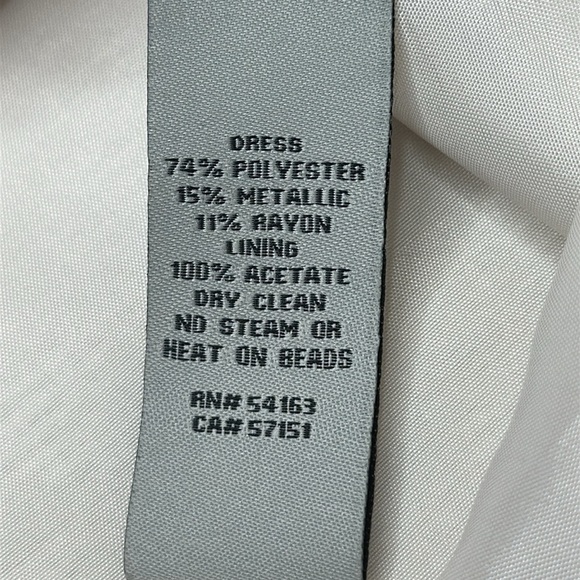 DRESS
74% POLYESTER
15% METALLIC
11% RAYON
LINING
100% ACETATE
DRY CLEAN
NO STEAM OR
HEAT ON BEADS
RN# 54163
CA# 57151